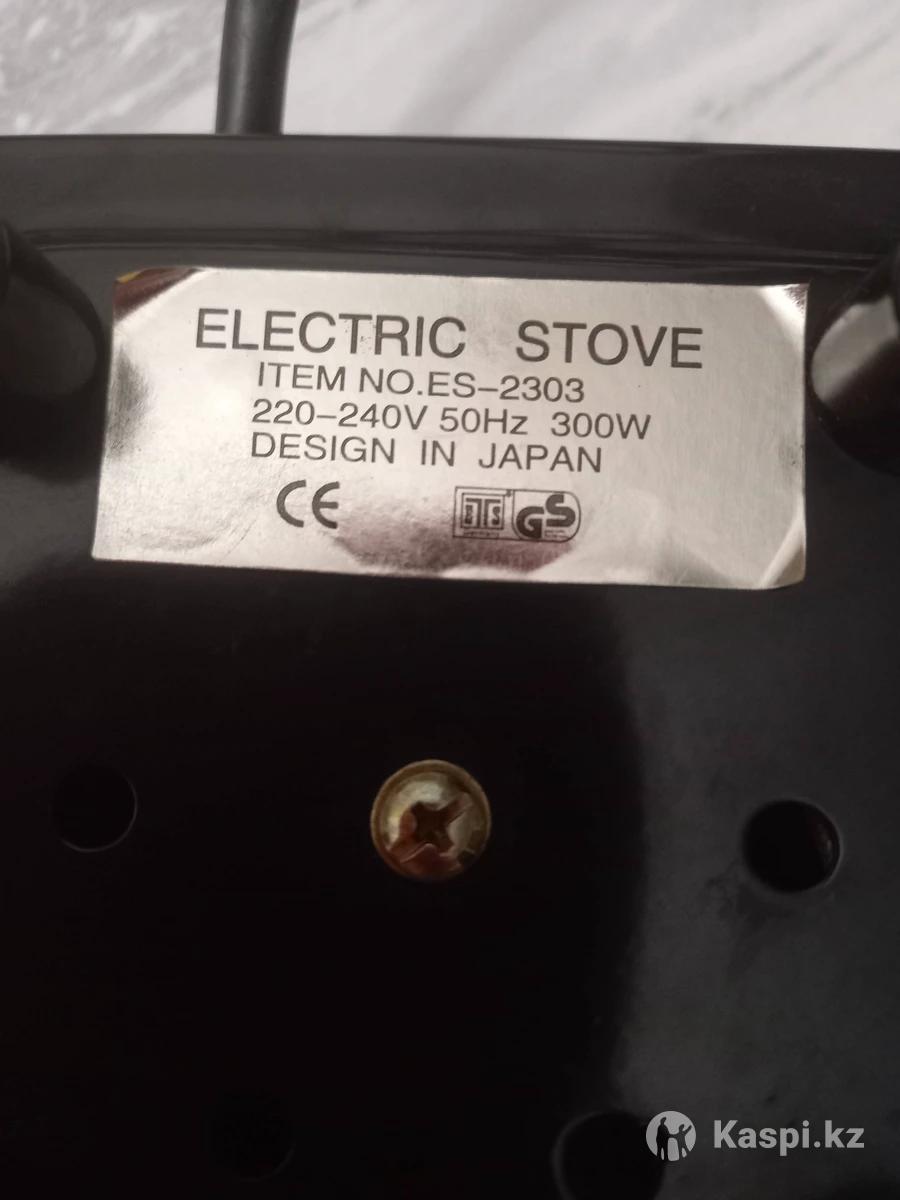 ELECTRIC STOVE
ITEM NO.ES-2303
220-240V 50Hz 300W
DESIGN IN JAPAN
CE
GS
Kaspi.kz